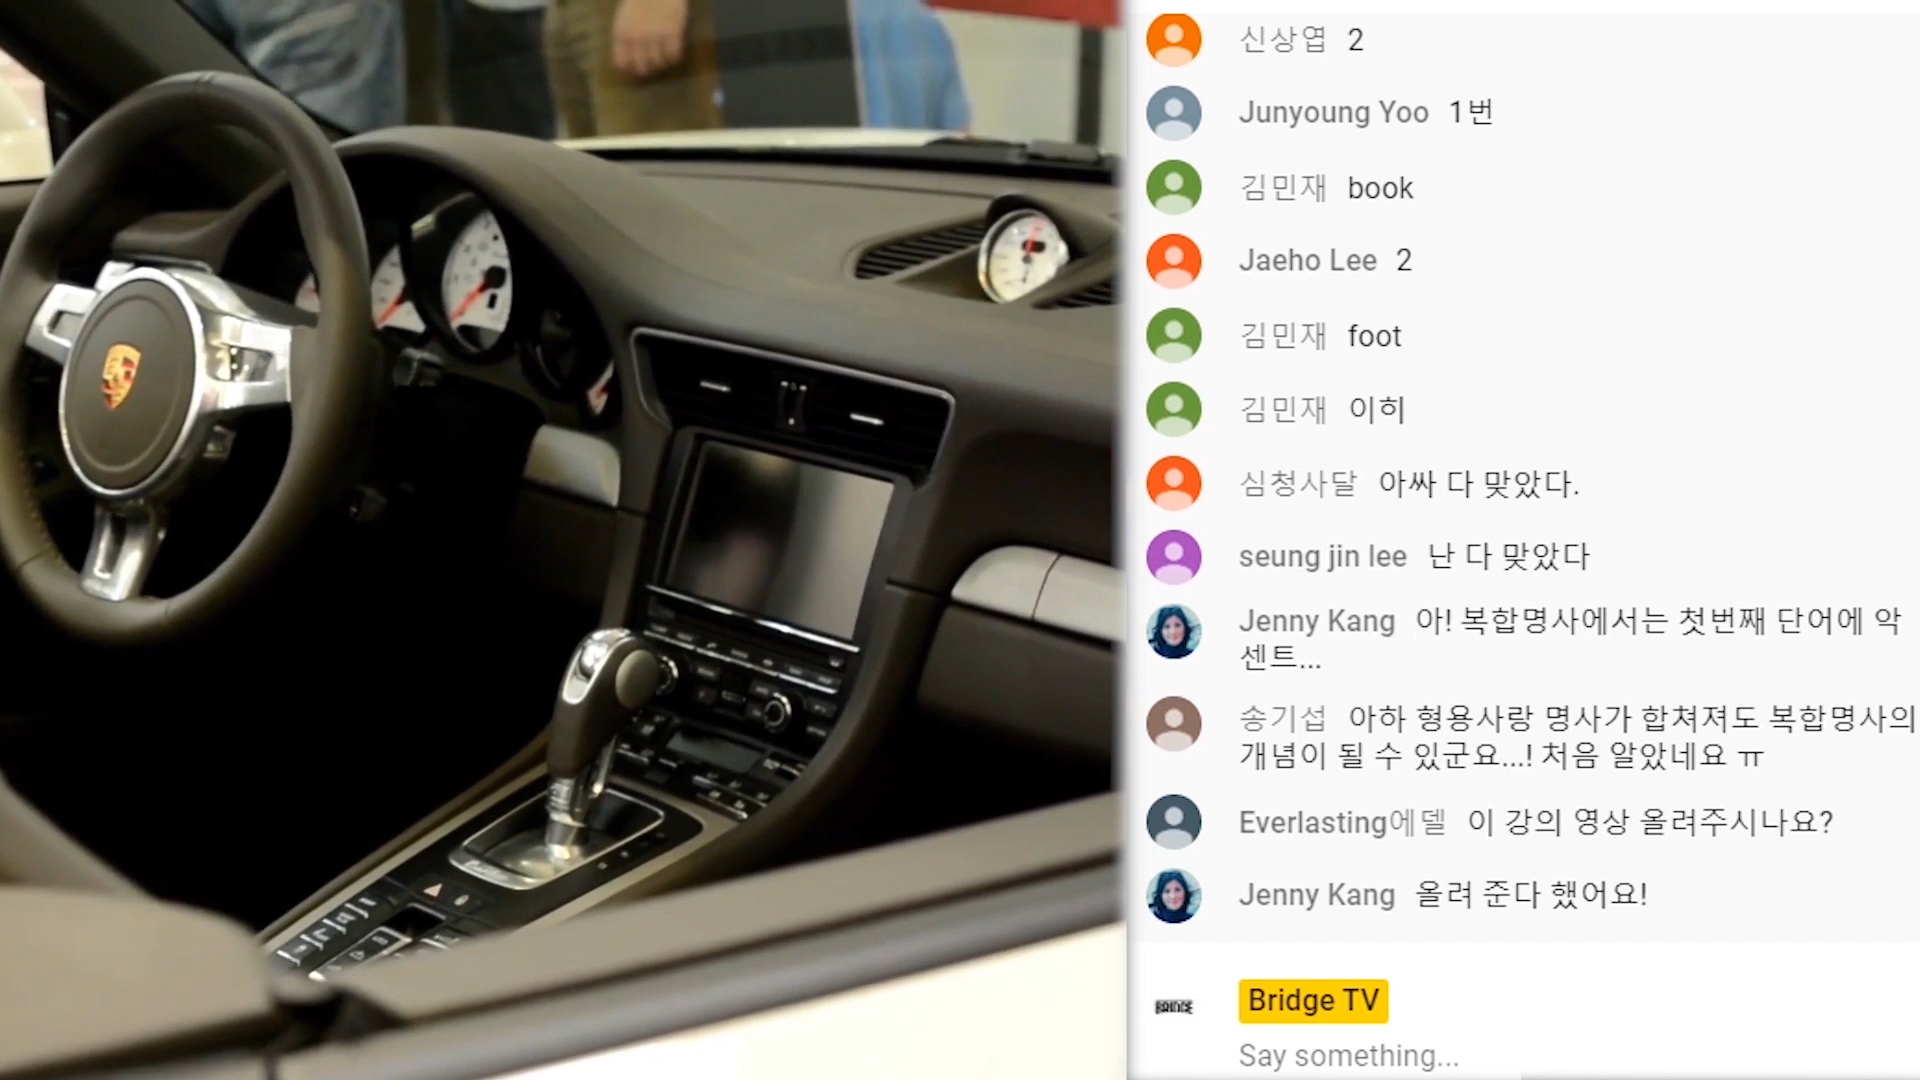 신상엽 2
Junyoung Yoo 1번
김민재 book
Jaeho Lee 2
김민재 foot
김민재 이히
심청사달 아싸 다 맞았다.
seung jin lee 난 다 맞았다
Jenny Kang 아! 복합명사에서는 첫번째 단어에 악
센트...
송기섭 아하 형용사랑 명사가 합쳐져도 복합명사의
개념이 될 수 있군요...! 처음 알았네요 ㅠ
Everlasting에델 이 강의 영상 올려주시나요?
Jenny Kang 올려 준다 했어요!
BRIDGE
Bridge TV
Say something...